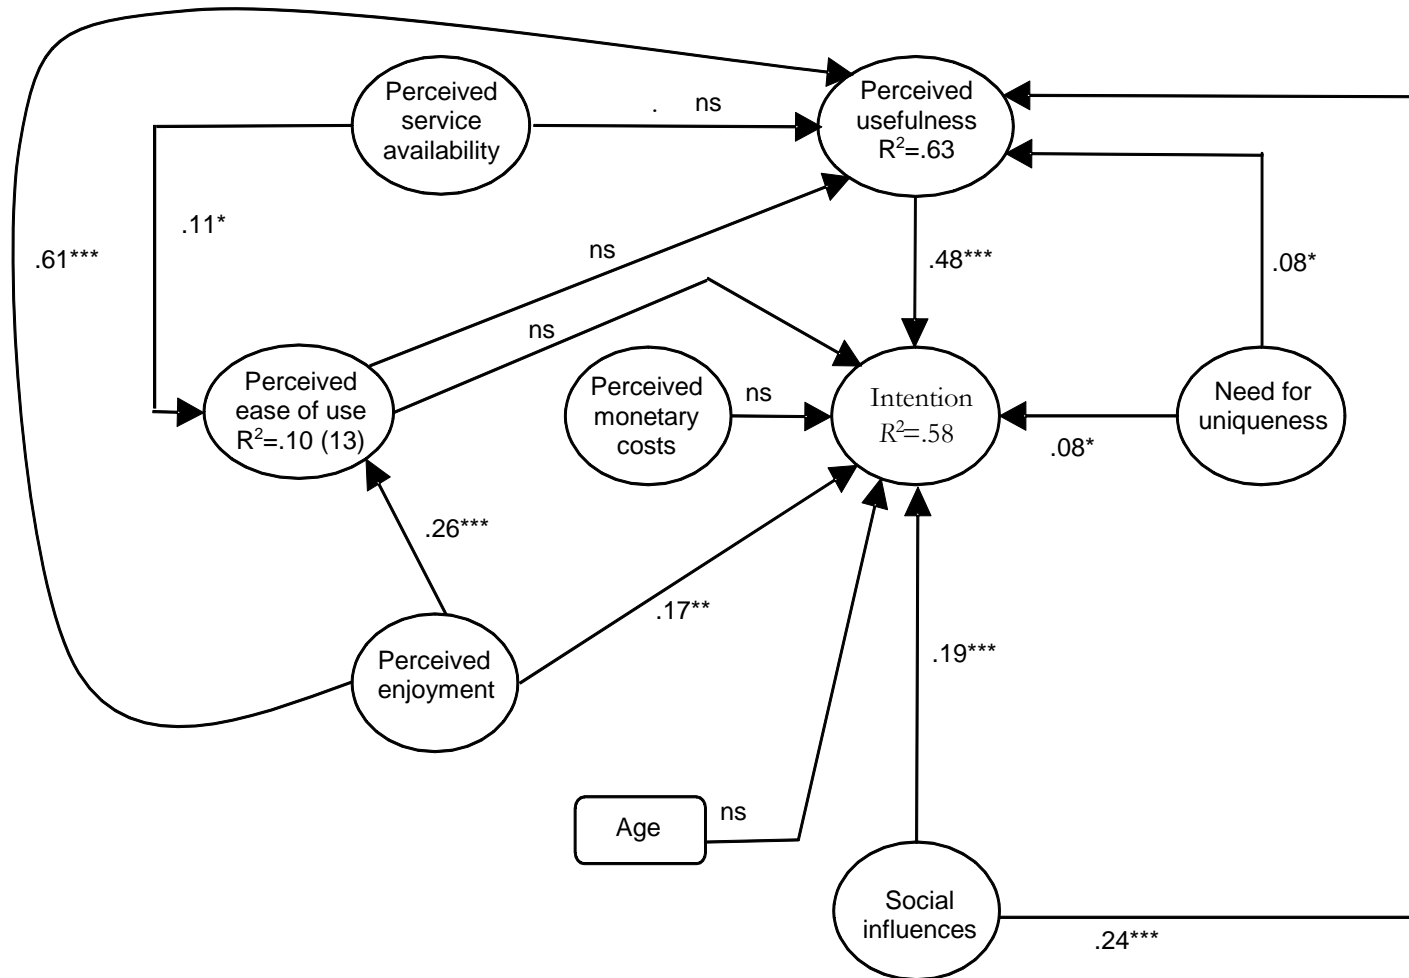 Perceived
service
availability
. ns
Perceived
usefulness
R²=.63
.11*
.61***
ns
.48***
.08*
ns
Perceived
ease of use
R²=.10 (13)
Perceived
monetary
costs
ns
Intention
R²=.58
Need for
uniqueness
.08*
.26***
.17**
Perceived
enjoyment
.19***
Age
ns
Social
influences
.24***